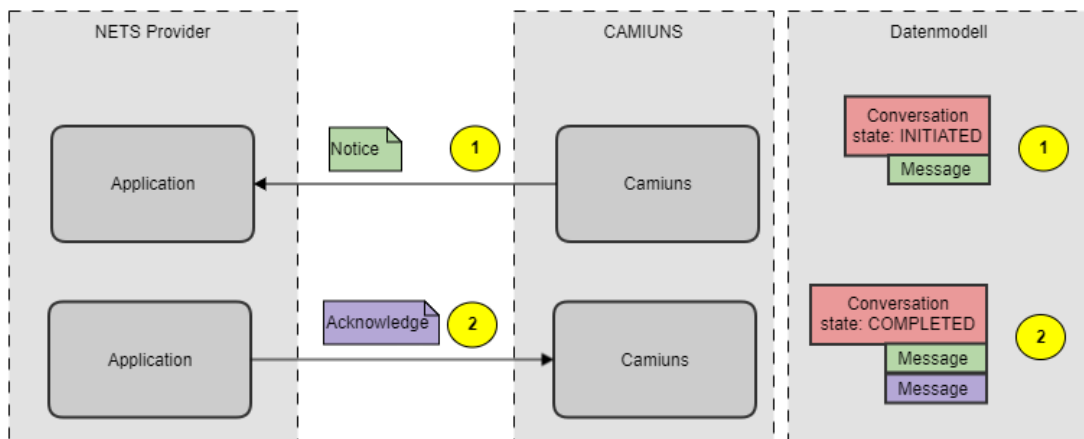 NETS Provider
CAMIUNS
Datenmodell
Notice
1
Application
Camiuns
Conversation
state: INITIATED
Message
1
Acknowledge
2
Application
Camiuns
Conversation
state: COMPLETED
Message
Message
2